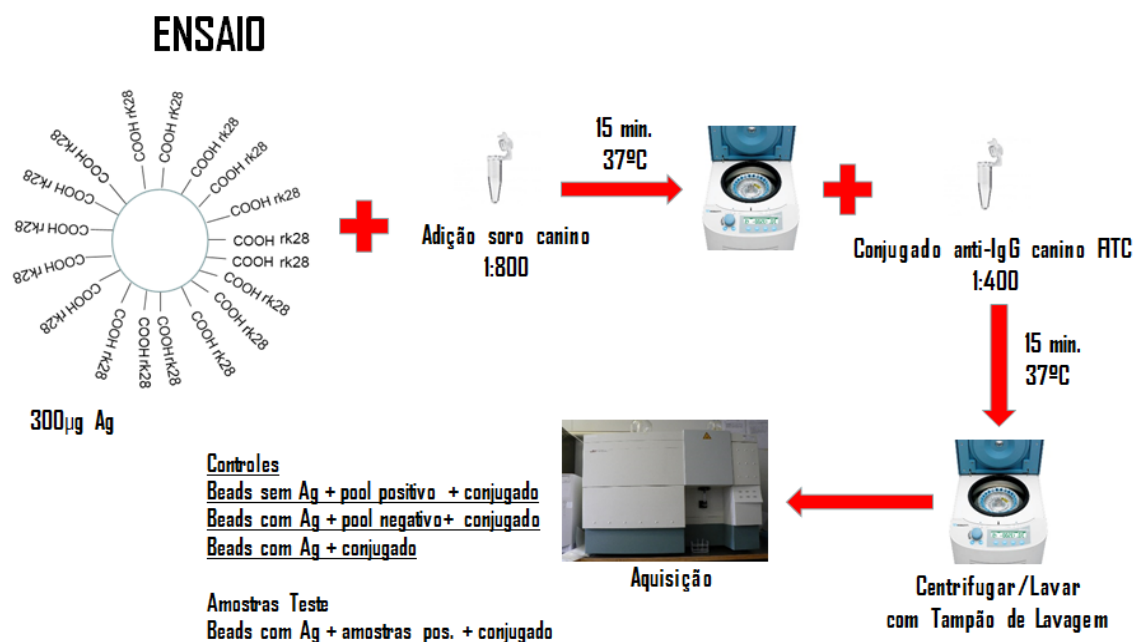 ENSAIO
COOH rk28
COOH rk28
COOH rk28
COOH rk28
COOH rk28
COOH rk28
COOH rk28
COOH rk28
COOH rk28
COOH rk28
COOHrk28
COOH rk28
COOH rk28
COOH rk28
COOH rk28
COOH rk28
COOH rk28
COOH rk28
300µg Ag
Adição soro canino
1:800
15 min.
37ºC
Conjugado anti-IgG canino FITC
1:400
15 min.
37ºC
Centrifugar/Lavar
com Tampão de Lavagem
Aquisição
Controles
Beads sem Ag + pool positivo + conjugado
Beads com Ag + pool negativo+ conjugado
Beads com Ag + conjugado
Amostras Teste
Beads com Ag + amostras pos. + conjugado